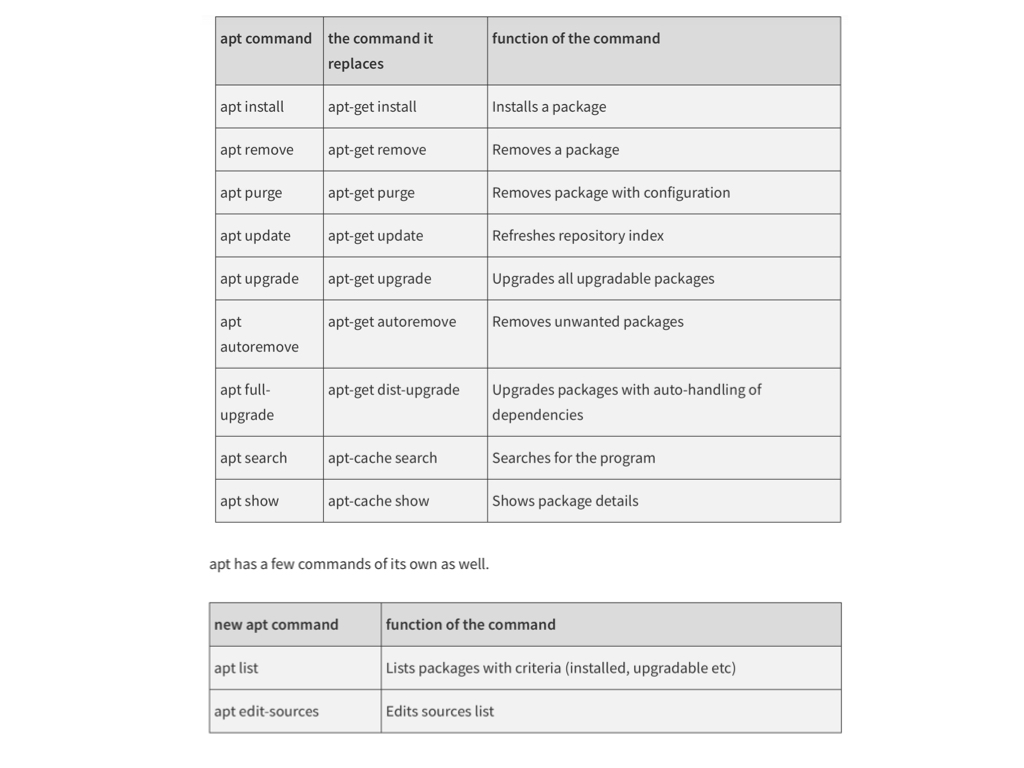 apt command the command it replaces function of the command
apt install apt-get install Installs a package
apt remove apt-get remove Removes a package
apt purge apt-get purge Removes package with configuration
apt update apt-get update Refreshes repository index
apt upgrade apt-get upgrade Upgrades all upgradable packages
apt autoremove apt-get autoremove Removes unwanted packages
apt full-upgrade apt-get dist-upgrade Upgrades packages with auto-handling of dependencies
apt search apt-cache search Searches for the program
apt show apt-cache show Shows package details
apt has a few commands of its own as well.
new apt command function of the command
apt list Lists packages with criteria (installed, upgradable etc)
apt edit-sources Edits sources list